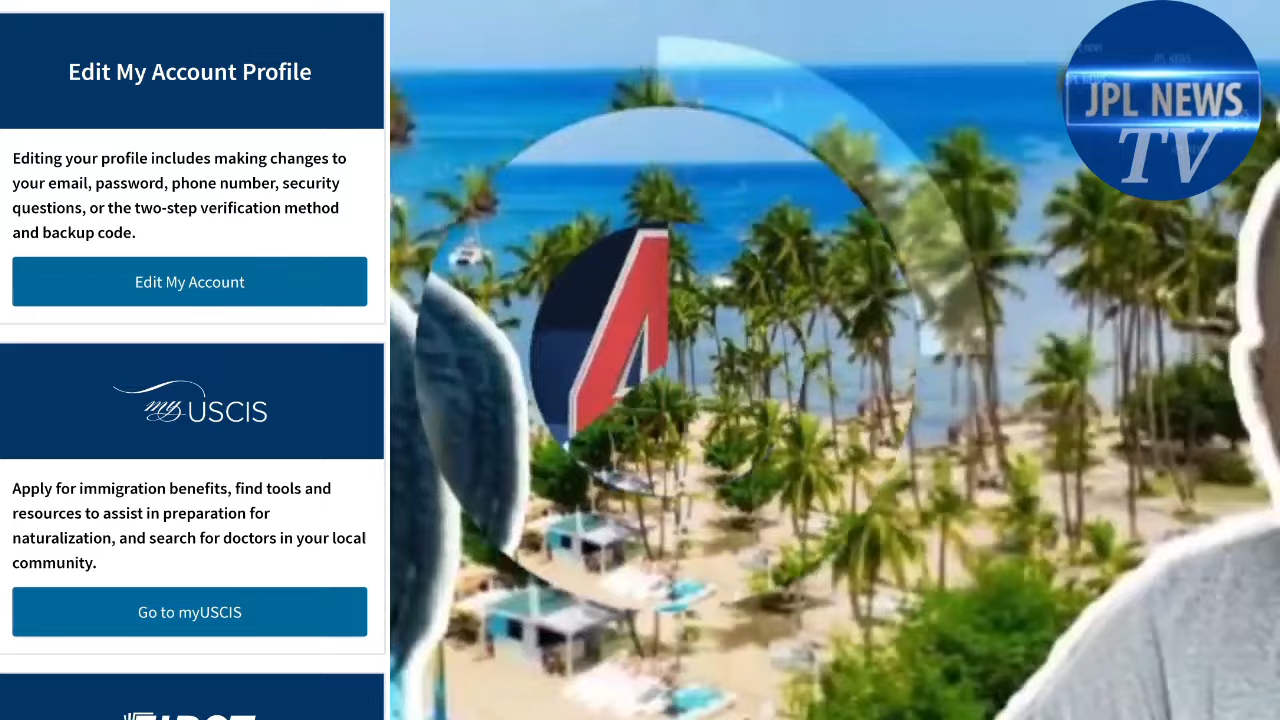 Edit My Account Profile
Editing your profile includes making changes to
your email, password, phone number, security
questions, or the two-step verification method
and backup code.
Edit My Account
my USCIS
Apply for immigration benefits, find tools and
resources to assist in preparation for
naturalization, and search for doctors in your local
community.
Go to myUSCIS
JPL NEWS
TV